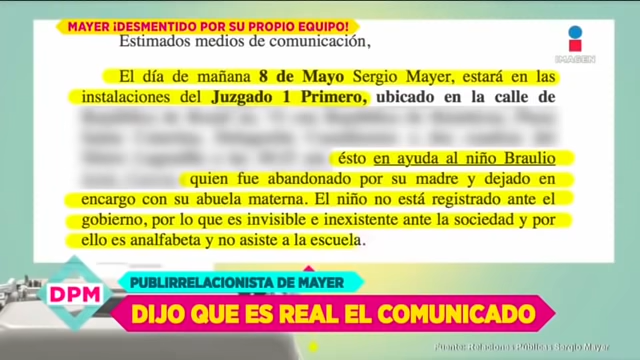 MAYER ¡DESMENTIDO POR SU PROPIO EQUIPO!
IMAGEN
Estimados medios de comunicación,
El día de mañana 8 de Mayo Sergio Mayer, estará en las
instalaciones del Juzgado 1 Primero, ubicado en la calle de
ésto en ayuda al niño Braulio
quien fue abandonado por su madre y dejado en
encargo con su abuela materna. El niño no está registrado ante el
gobierno, por lo que es invisible e inexistente ante la sociedad y por
ello es analfabeta y no asiste a la escuela.
PUBLIRRELACIONISTA DE MAYER
DPM
DIJO QUE ES REAL EL COMUNICADO
Fuente: Relaciones Públicas Sergio Mayer